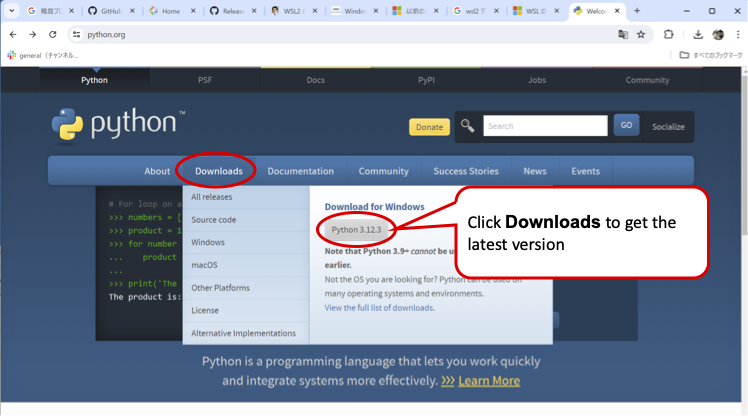 種庭プロ
GitHub
Home
Release
WSL2
Window
以前の
wsl2 デ
WSL の
Welcom
python.org
general（チャンネル...
すべてのブックマーク
Python
PSF
Docs
PyPI
Jobs
Community
python™
Donate
Search
GO
Socialize
About
Downloads
Documentation
Community
Success Stories
News
Events
# For loop on a
>>> numbers = [
>>> product = 1
>>> for number
... product
...
>>> print('The
The product is:
All releases
Source code
Windows
macOS
Other Platforms
License
Alternative Implementations
Download for Windows
Python 3.12.3
Note that Python 3.9+ cannot be
earlier.
Not the OS you are looking for? Python can be used on
many operating systems and environments.
View the full list of downloads.
Click Downloads to get the
latest version
Python is a programming language that lets you work quickly
and integrate systems more effectively. >>> Learn More